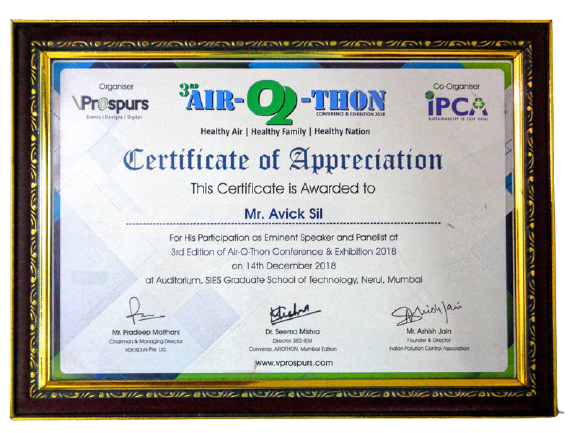 Organiser
VProspurs
Events | Designs | Digital
3RD AIR-O2-THON
CONFERENCE & EXHIBITION 2018
Co-Organiser
iPCA
SUSTAINABILITY IS OUR GOAL
Healthy Air | Healthy Family | Healthy Nation
Certificate of Appreciation
This Certificate is Awarded to
Mr. Avick Sil
For His Participation as Eminent Speaker and Panelist at
3rd Edition of Air-O-Thon Conference & Exhibition 2018
on 14th December 2018
at Auditorium, SIES Graduate School of Technology, Nerul, Mumbai
Mr. Pradeep Maithani
Chairman & Managing Director
Vprospurs Pvt. Ltd.
Dr. Seema Mishra
Director, SIES-IIEM
Convenor, AIROTHON, Mumbai Edition
Ashish Jain
Mr. Ashish Jain
Founder & Director
Indian Pollution Control Association
www.vprospurs.com